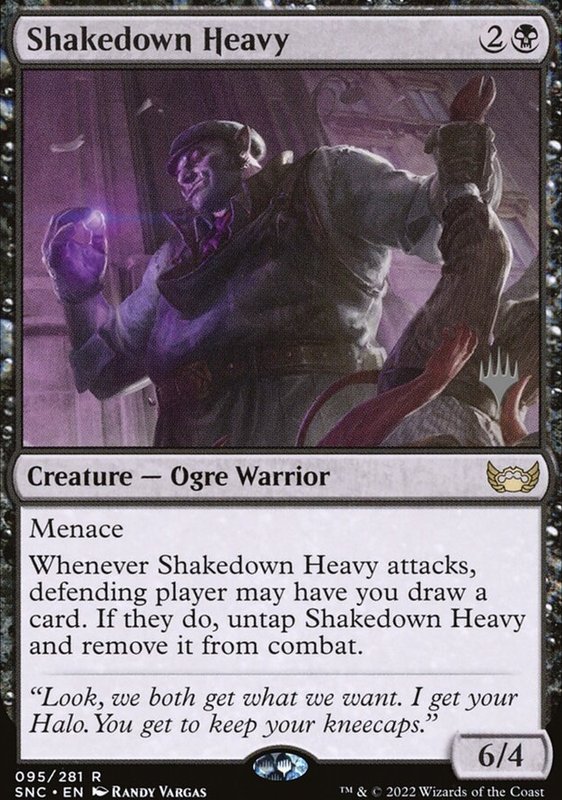 Shakedown Heavy 2
Creature — Ogre Warrior
Menace
Whenever Shakedown Heavy attacks,
defending player may have you draw a
card. If they do, untap Shakedown Heavy
and remove it from combat.
“Look, we both get what we want. I get your
Halo. You get to keep your kneecaps.”
6/4
095/281 R
SNC • EN RANDY VARGAS
™ & © 2022 Wizards of the Coast